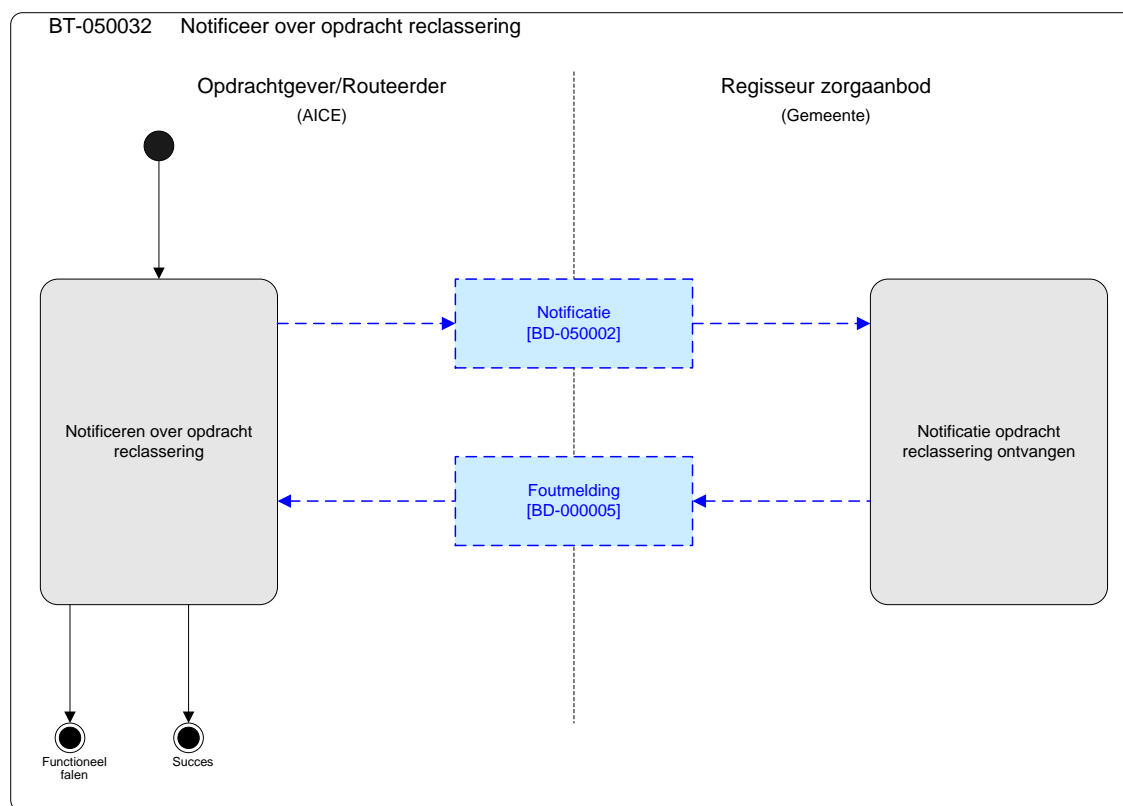 BT-050032 Notificeer over opdracht reclassering
Opdrachtgever/Routeerder
(AICE)
Regisseur zorgaanbod
(Gemeente)
Notificatie
[BD-050002]
Notificeren over opdracht
reclassering
Notificatie opdracht
reclassering ontvangen
Foutmelding
[BD-000005]
Functioneel
falen
Succes